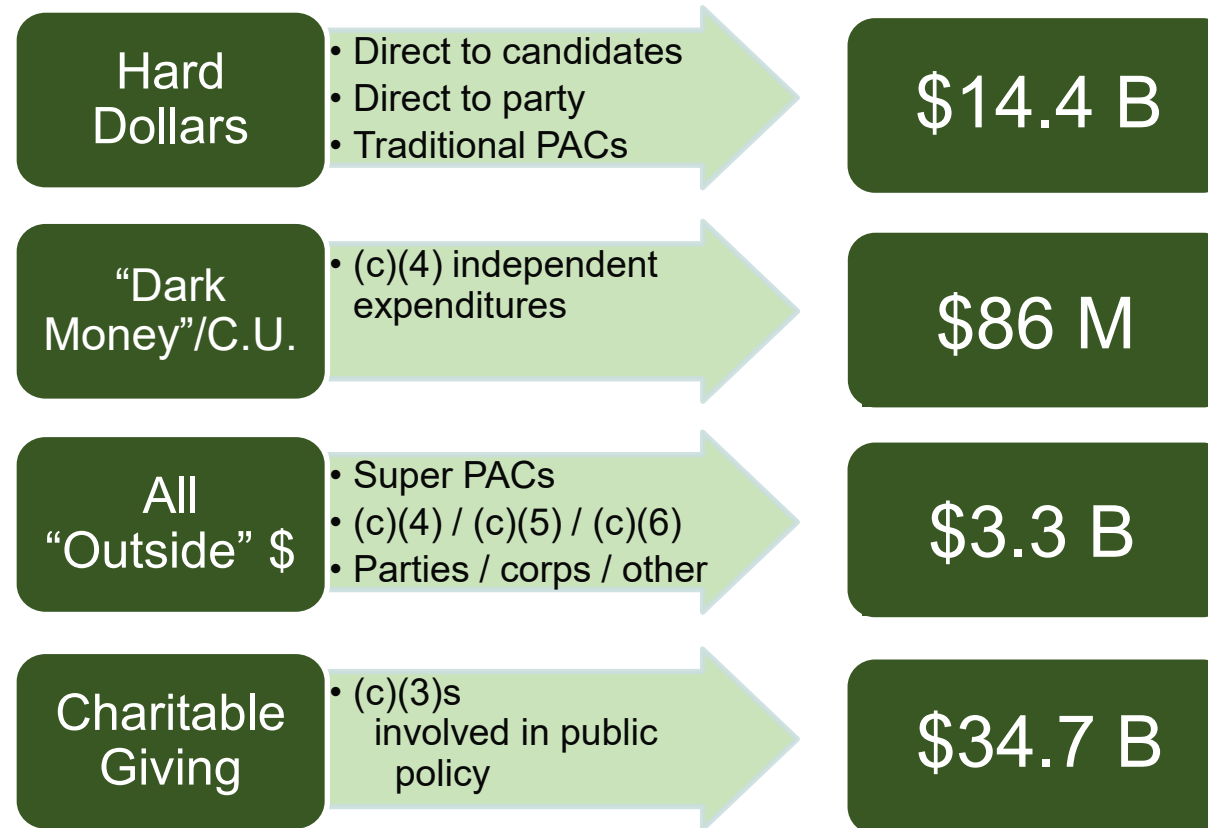 Hard
Dollars
• Direct to candidates
• Direct to party
• Traditional PACs
$14.4 B
“Dark
Money”/C.U.
• (c)(4) independent
expenditures
$86 M
All
“Outside” $
• Super PACs
• (c)(4) / (c)(5) / (c)(6)
• Parties / corps / other
$3.3 B
Charitable
Giving
• (c)(3)s
involved in public
policy
$34.7 B